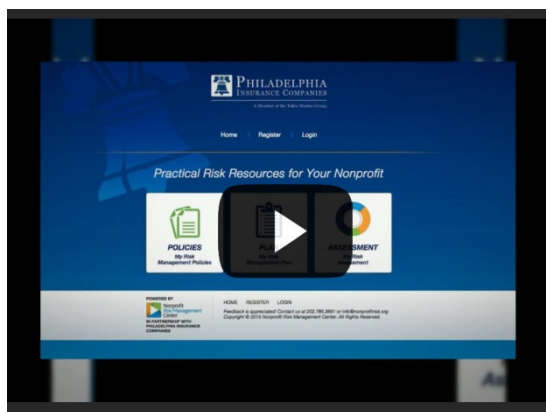 PHILADELPHIA
INSURANCE COMPANIES
A Member of the Tokio Marine Group
Home Register Login
Practical Risk Resources for Your Nonprofit
POLICIES
My Risk
Management Policies
PLAN
My Risk
Management Plan
ASSESSMENT
My Risk
Assessment
POWERED BY
Nonprofit
Risk Management
Center
IN PARTNERSHIP WITH
PHILADELPHIA INSURANCE
COMPANIES
HOME REGISTER LOGIN
Feedback is appreciated! Contact us at 202.785.3891 or info@nonprofitrisk.org
Copyright © 2015 Nonprofit Risk Management Center. All Rights Reserved.